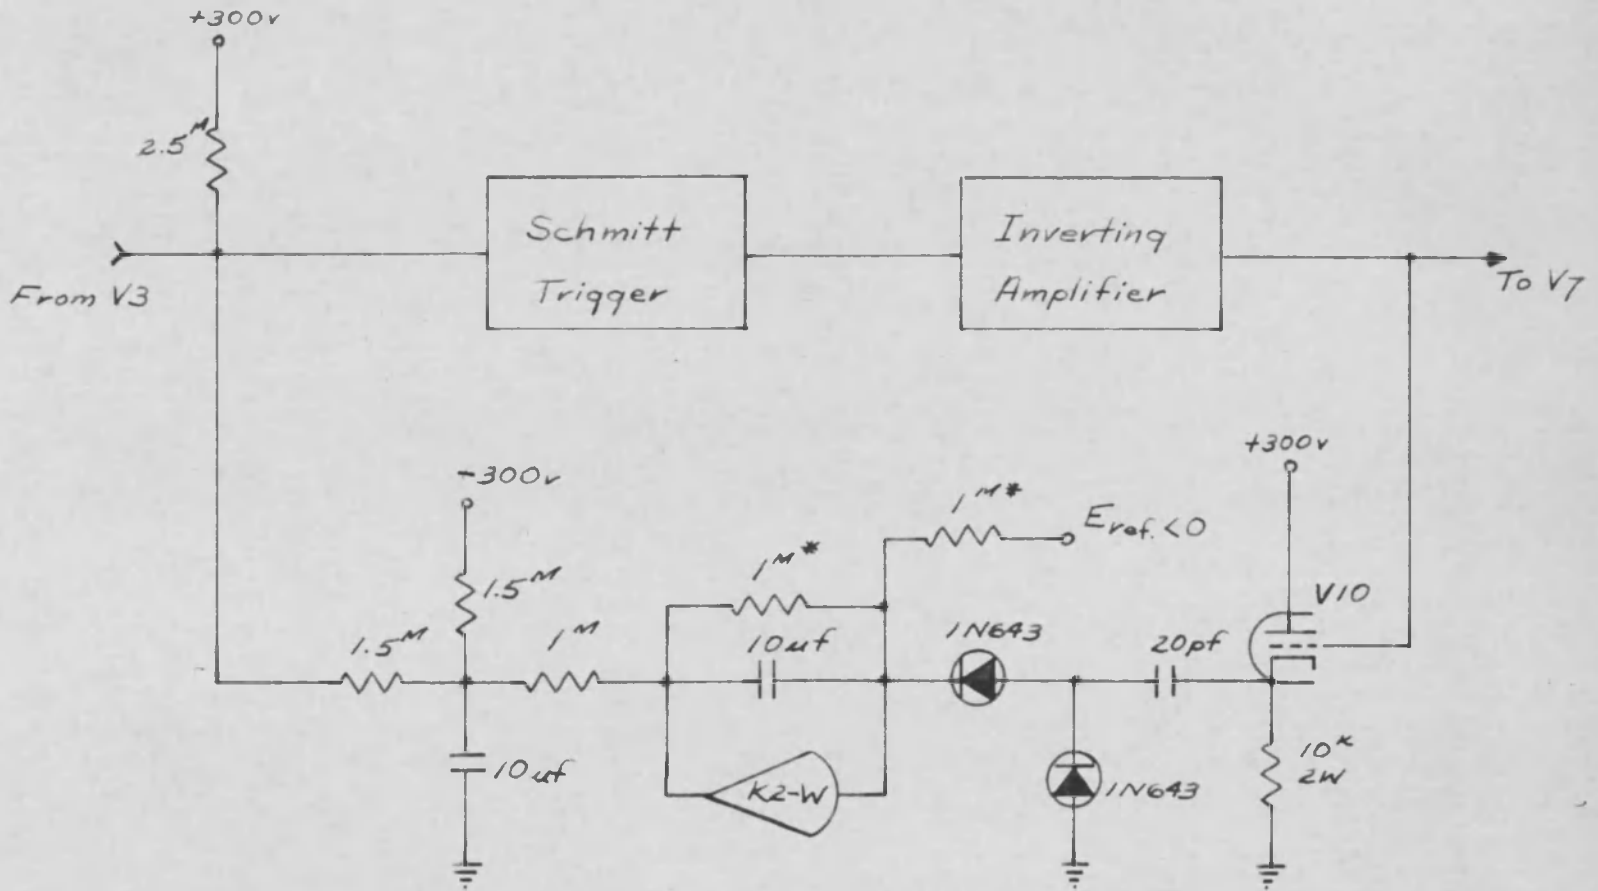 +300v
2.5ᴹ
Schmitt
Trigger
Inverting
Amplifier
From V3
To V7
-300v
+300v
1ᴹ*
E ref. <0
1ᴹ*
1.5ᴹ
V10
1.5ᴹ
1ᴹ
10uf
1N643
20pf
10uf
K2-W
1N643
10ᴷ
2W